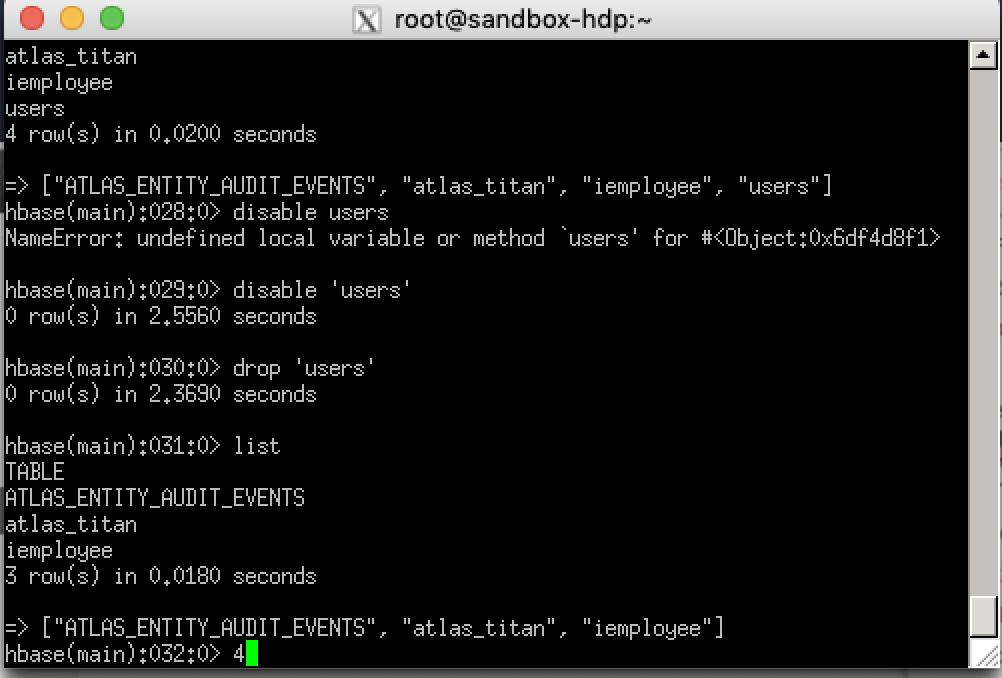 root@sandbox-hdp:~
atlas_titan
iemployee
users
4 row(s) in 0.0200 seconds
=> ["ATLAS_ENTITY_AUDIT_EVENTS", "atlas_titan", "iemployee", "users"]
hbase(main):028:0> disable users
NameError: undefined local variable or method `users' for #<Object:0x6df4d8f1>
hbase(main):029:0> disable 'users'
0 row(s) in 2.5560 seconds
hbase(main):030:0> drop 'users'
0 row(s) in 2.3690 seconds
hbase(main):031:0> list
TABLE
ATLAS_ENTITY_AUDIT_EVENTS
atlas_titan
iemployee
3 row(s) in 0.0180 seconds
=> ["ATLAS_ENTITY_AUDIT_EVENTS", "atlas_titan", "iemployee"]
hbase(main):032:0> 4